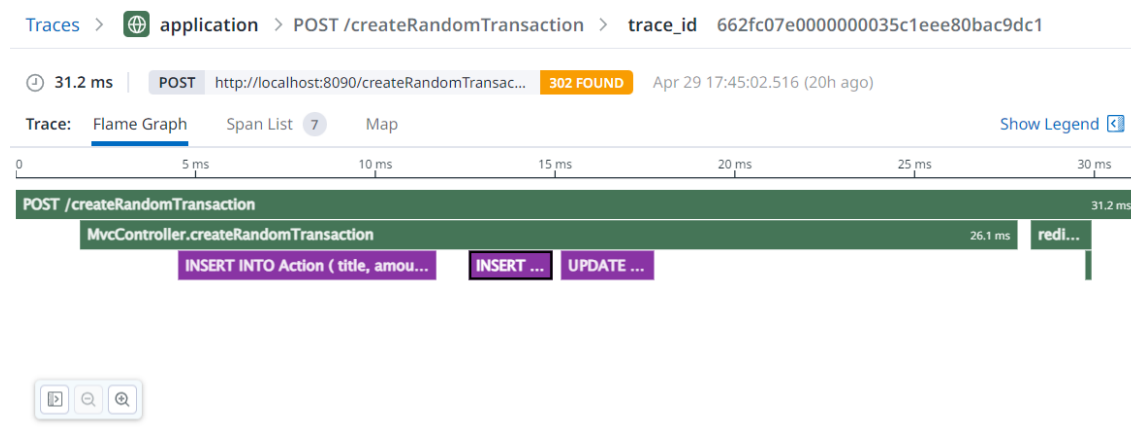 Traces > application > POST /createRandomTransaction > trace_id 662fc07e0000000035c1eee80bac9dc1
31.2 ms POST http://localhost:8090/createRandomTransac... 302 FOUND Apr 29 17:45:02.516 (20h ago)
Trace: Flame Graph Span List 7 Map Show Legend
0 5 ms 10 ms 15 ms 20 ms 25 ms 30 ms
POST /createRandomTransaction 31.2 ms
MvcController.createRandomTransaction 26.1 ms redi...
INSERT INTO Action ( title, amou... INSERT ... UPDATE ...